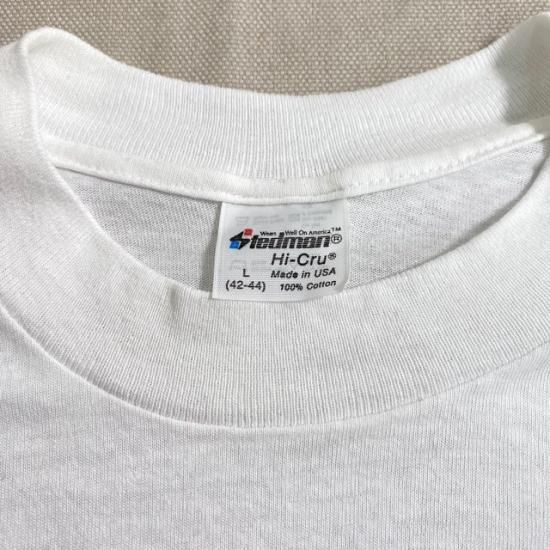 Wears Well On America™
Stedman®
Hi-Cru®
L Made in USA
(42-44) 100% Cotton